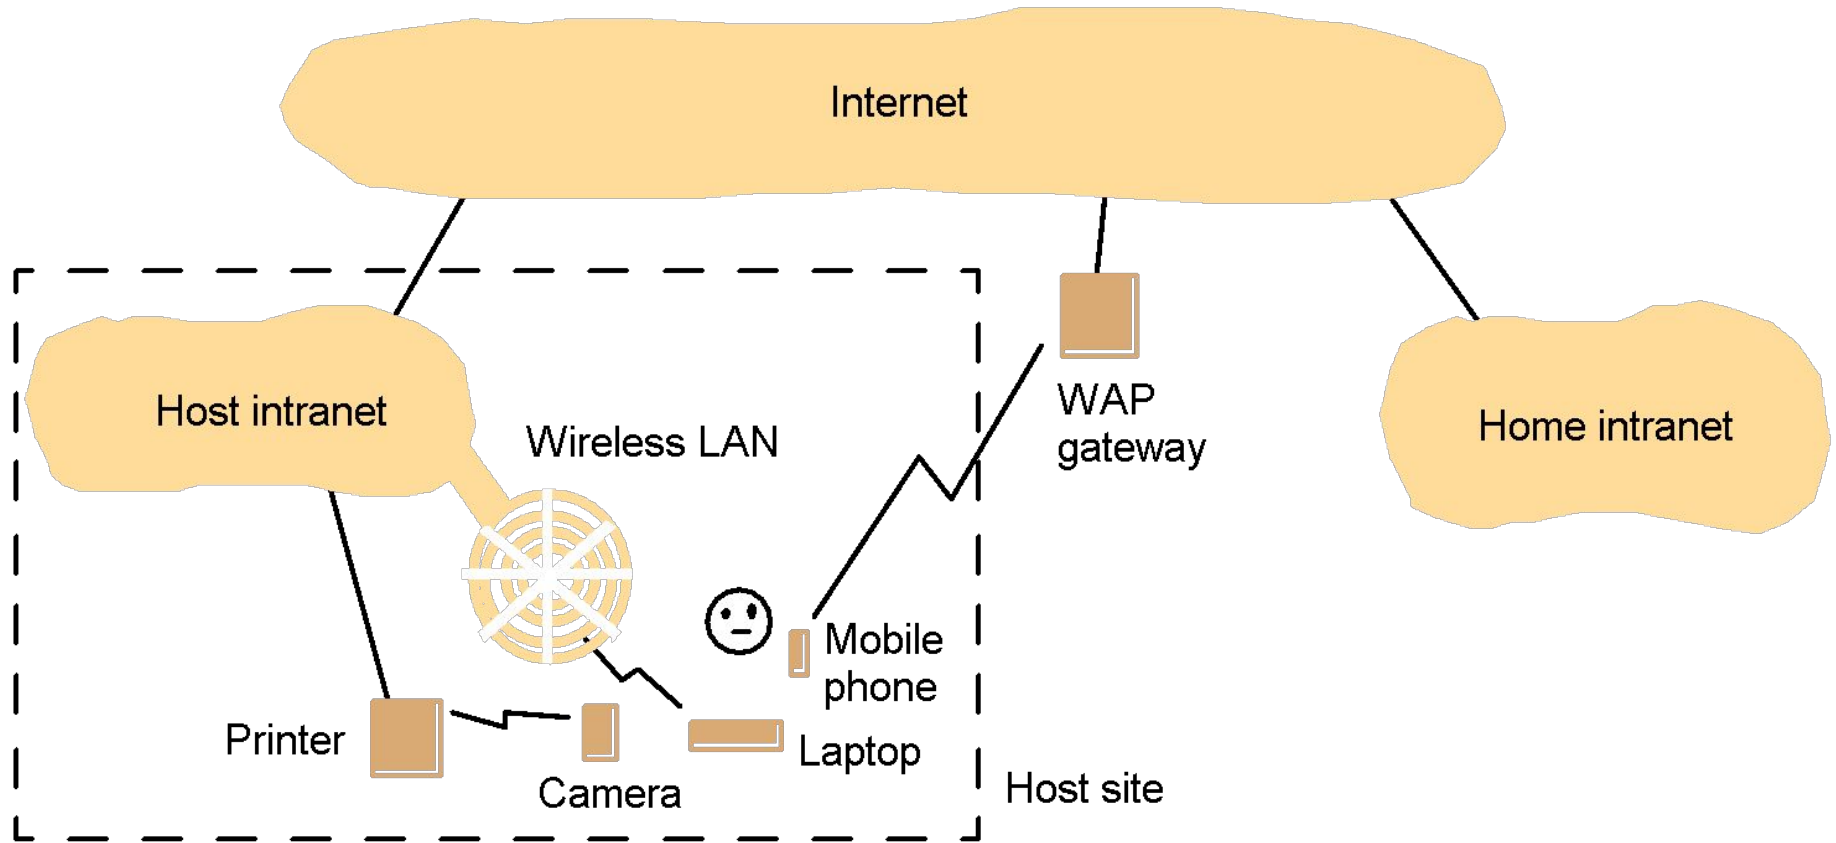 Internet
Host intranet
Wireless LAN
WAP
gateway
Home intranet
Mobile
phone
Printer
Laptop
Camera
Host site